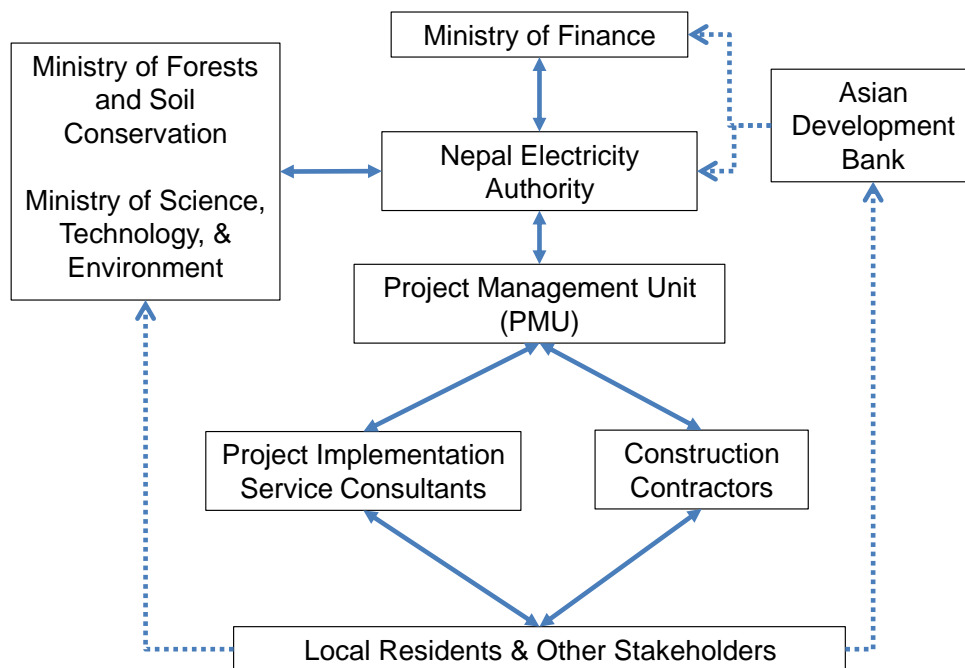 Ministry of Finance
Ministry of Forests
and Soil
Conservation
Ministry of Science,
Technology, &
Environment
Asian
Development
Bank
Nepal Electricity
Authority
Project Management Unit
(PMU)
Project Implementation
Service Consultants
Construction
Contractors
Local Residents & Other Stakeholders